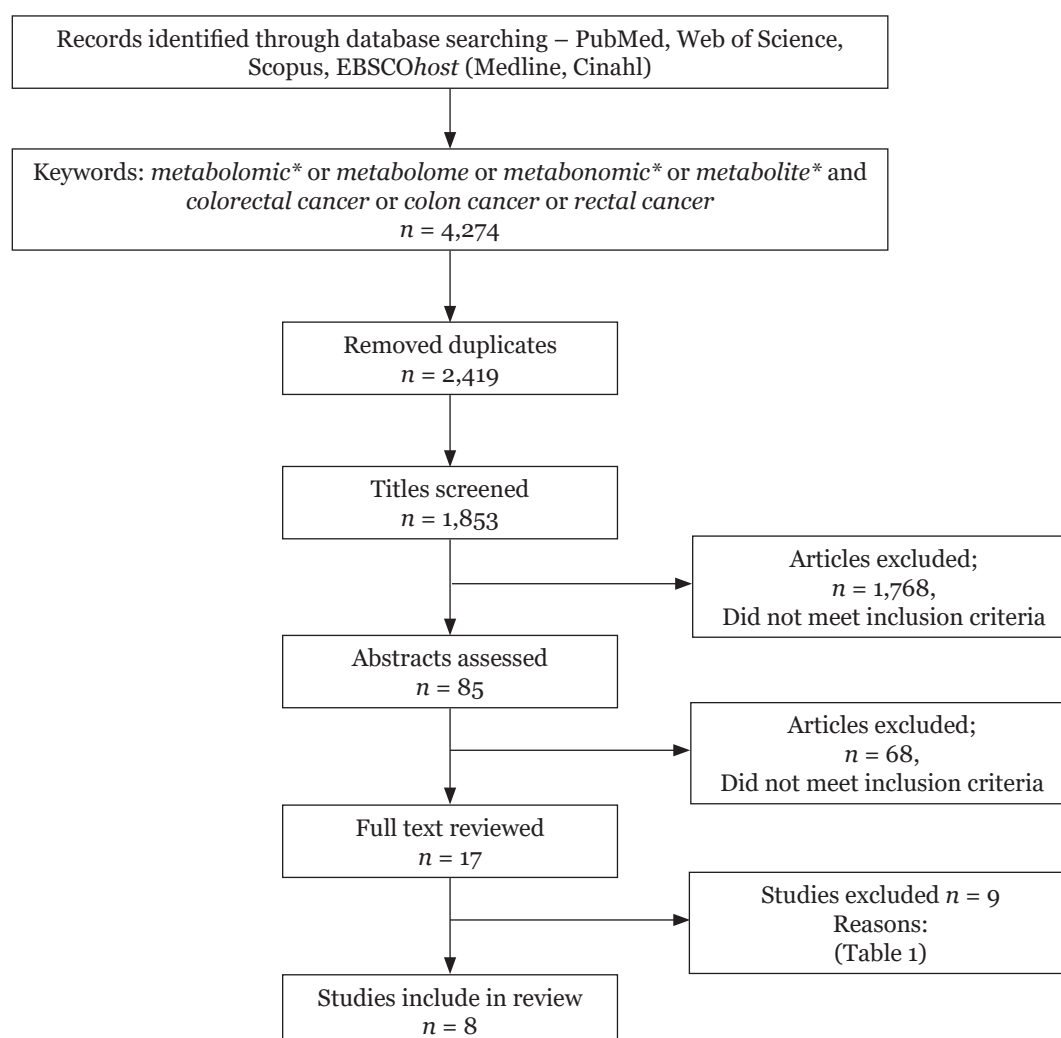 Records identified through database searching – PubMed, Web of Science,
Scopus, EBSCOhost (Medline, Cinahl)
Keywords: metabolomic* or metabolome or metabonomic* or metabolite* and
colorectal cancer or colon cancer or rectal cancer
n = 4,274
Removed duplicates
n = 2,419
Titles screened
n = 1,853
Articles excluded;
n = 1,768,
Did not meet inclusion criteria
Abstracts assessed
n = 85
Articles excluded;
n = 68,
Did not meet inclusion criteria
Full text reviewed
n = 17
Studies excluded n = 9
Reasons:
(Table 1)
Studies include in review
n = 8